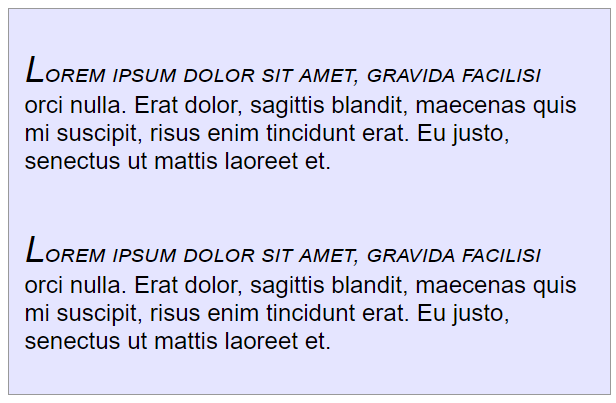 Lorem ipsum dolor sit amet, gravida facilisi
orci nulla. Erat dolor, sagittis blandit, maecenas quis
mi suscipit, risus enim tincidunt erat. Eu justo,
senectus ut mattis laoreet et.
Lorem ipsum dolor sit amet, gravida facilisi
orci nulla. Erat dolor, sagittis blandit, maecenas quis
mi suscipit, risus enim tincidunt erat. Eu justo,
senectus ut mattis laoreet et.